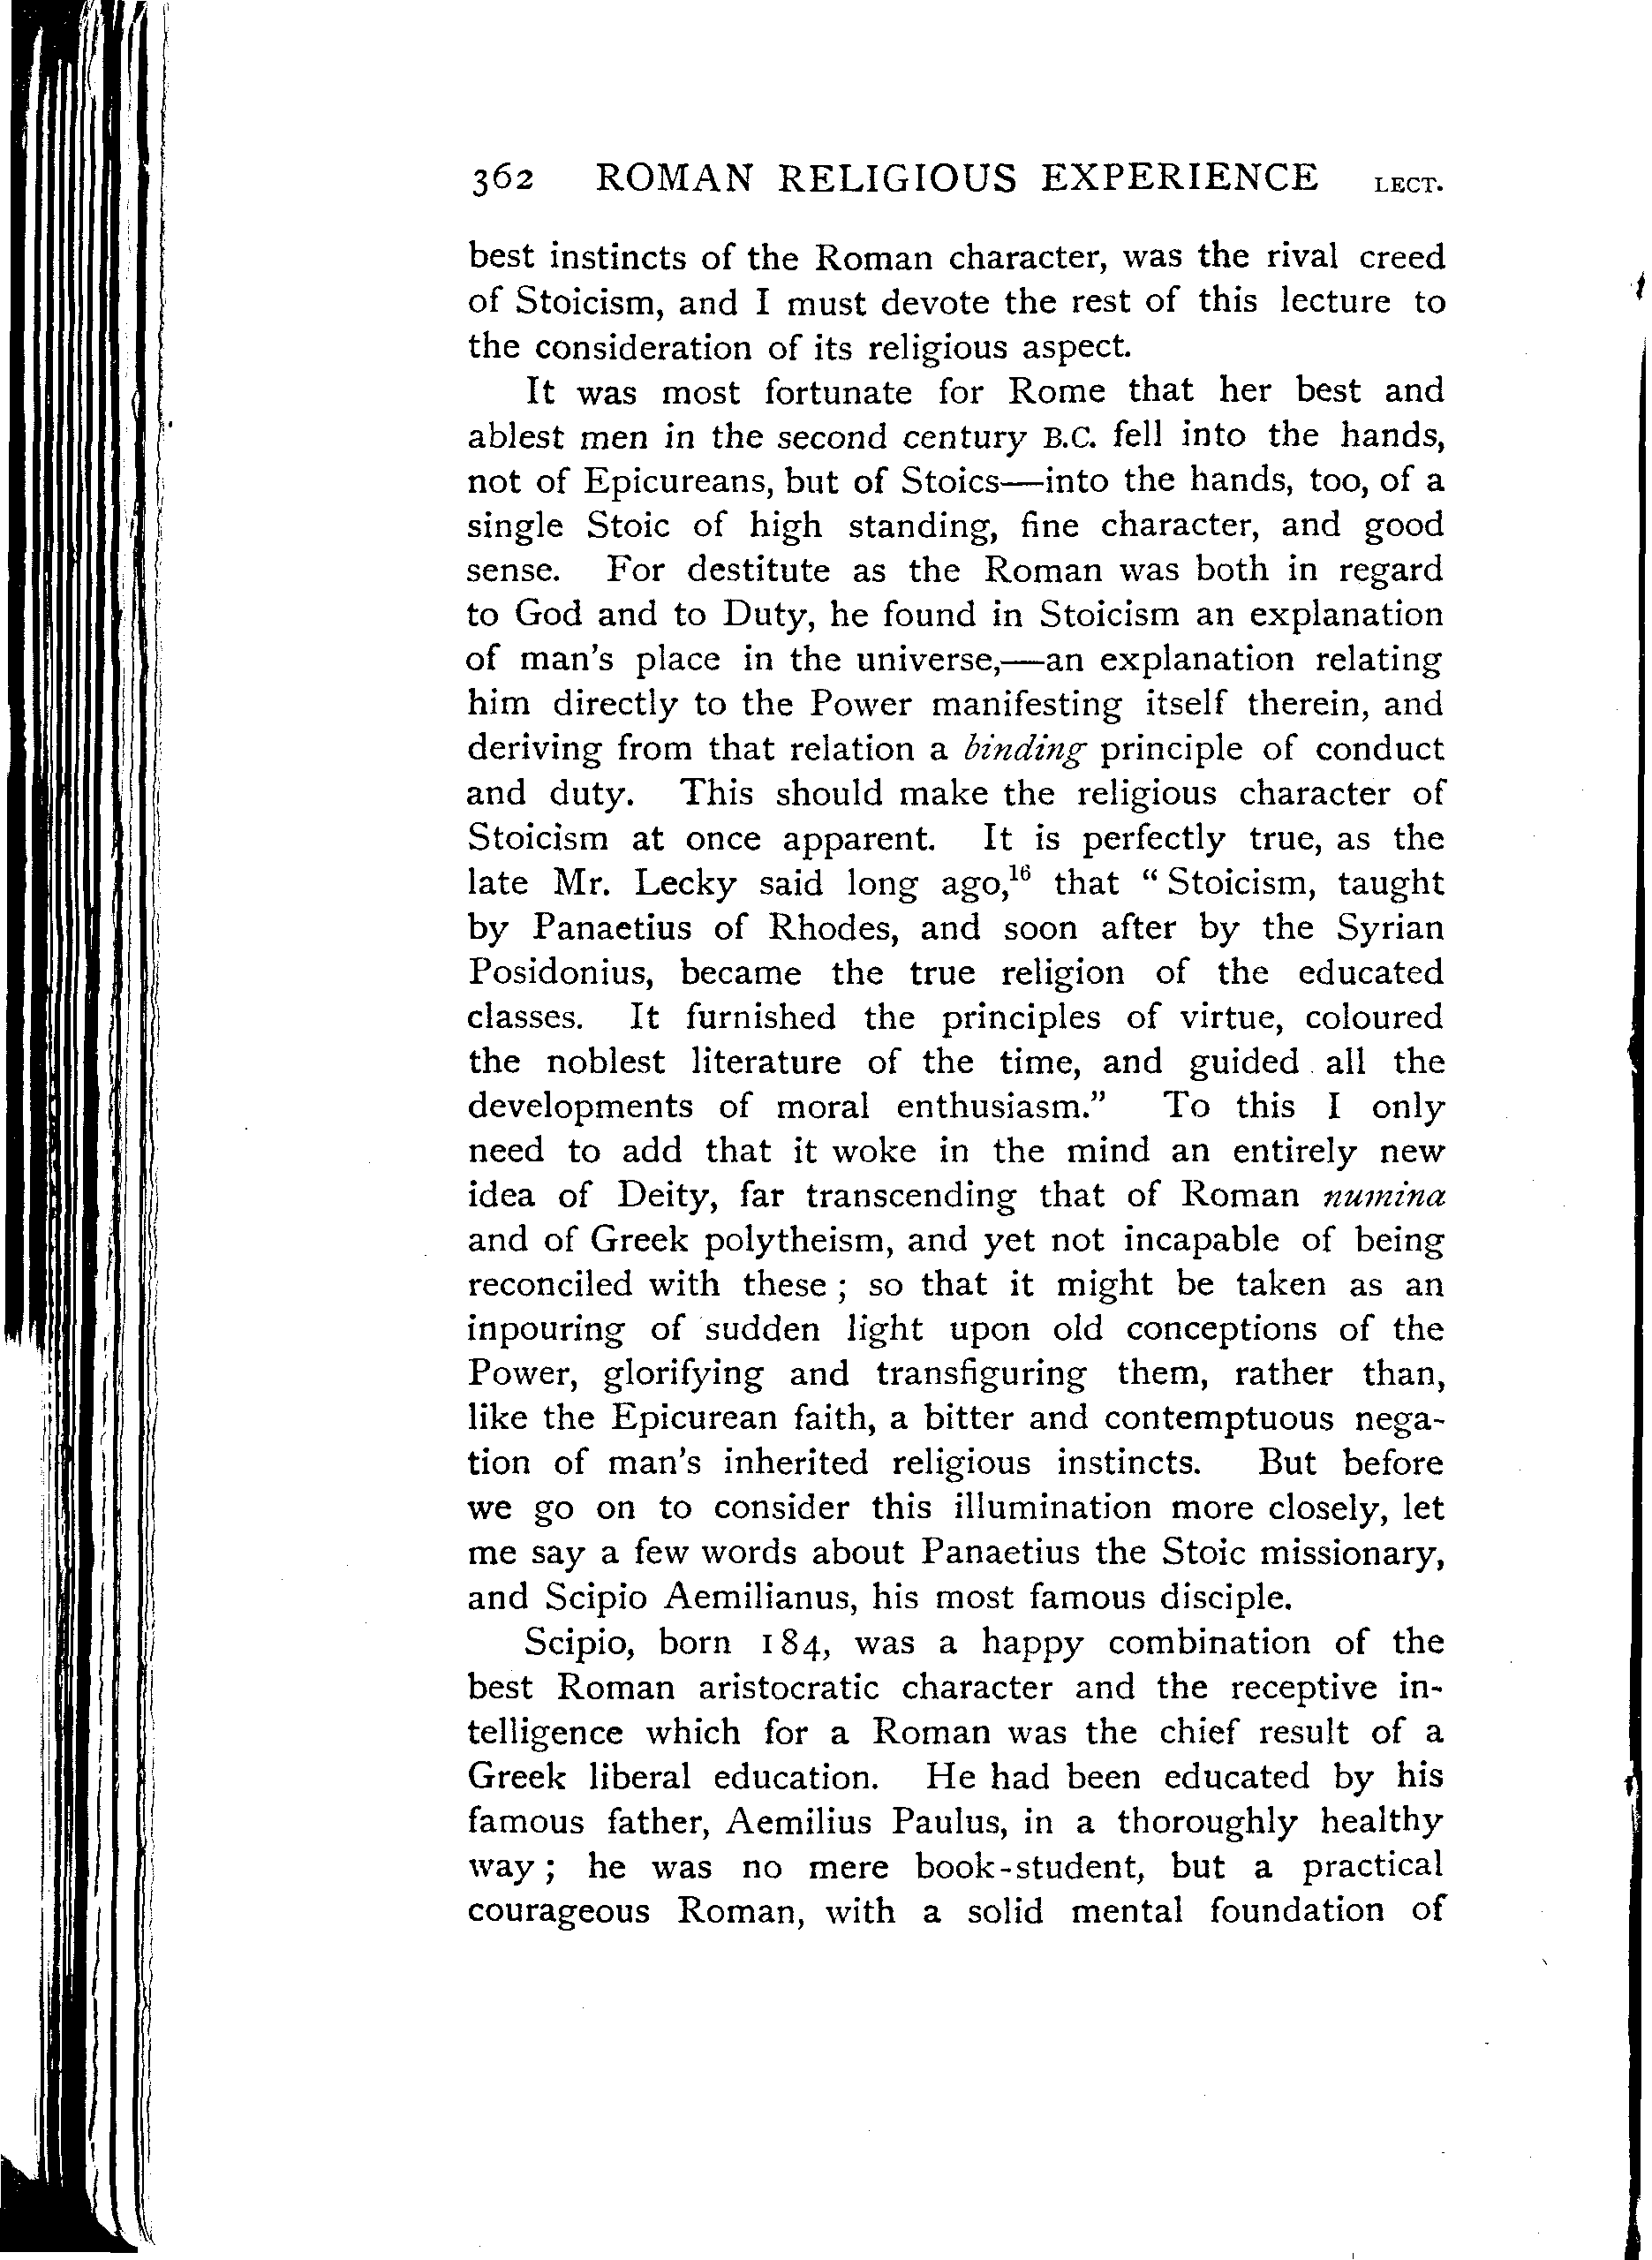 362 ROMAN RELIGIOUS EXPERIENCE LECT.
best instincts of the Roman character, was the rival creed
of Stoicism, and I must devote the rest of this lecture to
the consideration of its religious aspect.
It was most fortunate for Rome that her best and
ablest men in the second century B.C. fell into the hands,
not of Epicureans, but of Stoics—into the hands, too, of a
single Stoic of high standing, fine character, and good
sense. For destitute as the Roman was both in regard
to God and to Duty, he found in Stoicism an explanation
of man's place in the universe,—an explanation relating
him directly to the Power manifesting itself therein, and
deriving from that relation a binding principle of conduct
and duty. This should make the religious character of
Stoicism at once apparent. It is perfectly true, as the
late Mr. Lecky said long ago,¹⁶ that “ Stoicism, taught
by Panaetius of Rhodes, and soon after by the Syrian
Posidonius, became the true religion of the educated
classes. It furnished the principles of virtue, coloured
the noblest literature of the time, and guided all the
developments of moral enthusiasm.” To this I only
need to add that it woke in the mind an entirely new
idea of Deity, far transcending that of Roman numina
and of Greek polytheism, and yet not incapable of being
reconciled with these ; so that it might be taken as an
inpouring of sudden light upon old conceptions of the
Power, glorifying and transfiguring them, rather than,
like the Epicurean faith, a bitter and contemptuous nega-
tion of man's inherited religious instincts. But before
we go on to consider this illumination more closely, let
me say a few words about Panaetius the Stoic missionary,
and Scipio Aemilianus, his most famous disciple.
Scipio, born 184, was a happy combination of the
best Roman aristocratic character and the receptive in-
telligence which for a Roman was the chief result of a
Greek liberal education. He had been educated by his
famous father, Aemilius Paulus, in a thoroughly healthy
way ; he was no mere book-student, but a practical
courageous Roman, with a solid mental foundation of